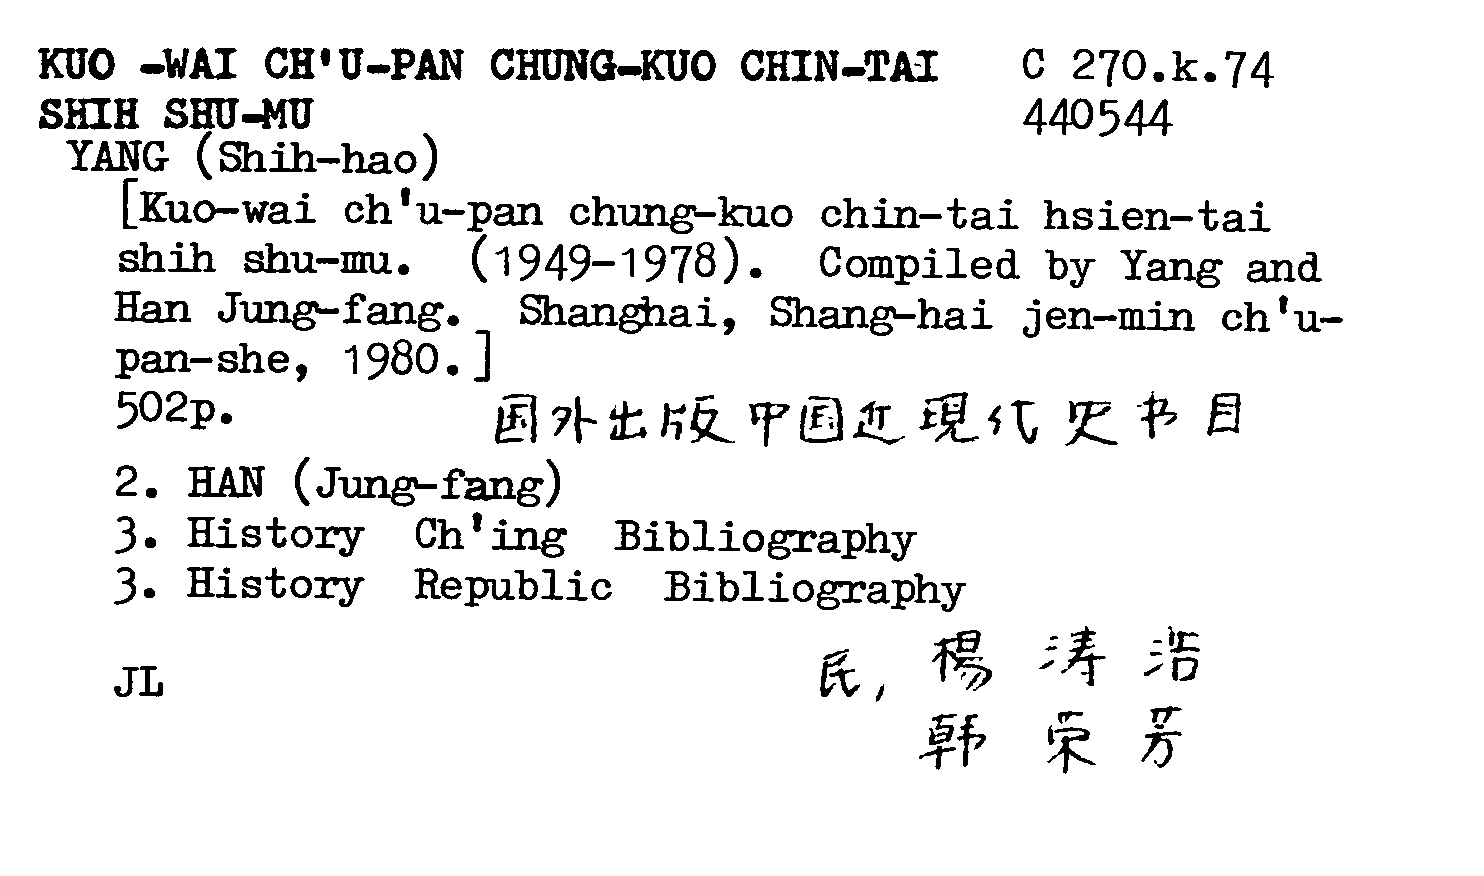 KUO -WAI CH'U-PAN CHUNG-KUO CHIN-TAI C 270.k.74
SHIH SHU-MU 440544
YANG (Shih-hao)
[Kuo-wai ch'u-pan chung-kuo chin-tai hsien-tai
shih shu-mu. (1949-1978). Compiled by Yang and
Han Jung-fang. Shanghai, Shang-hai jen-min ch'u-
pan-she, 1980.]
502p.
国外出版中国近現代史书目
2. HAN (Jung-fang)
3. History Ch'ing Bibliography
3. History Republic Bibliography
楊涛浩
JL 民,
韩荣芳